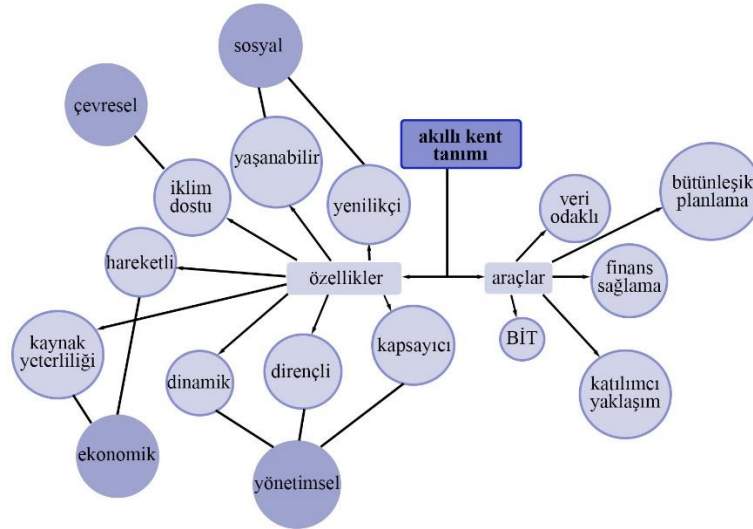 sosyal
çevresel
akıllı kent
tanımı
yaşanabilir
bütünleşik
planlama
iklim
dostu
veri
odaklı
yenilikçi
hareketli
özellikler
araçlar
finans
sağlama
kaynak
yeterliliği
kapsayıcı
BİT
dinamik
dirençli
katılımcı
yaklaşım
ekonomik
yönetimsel